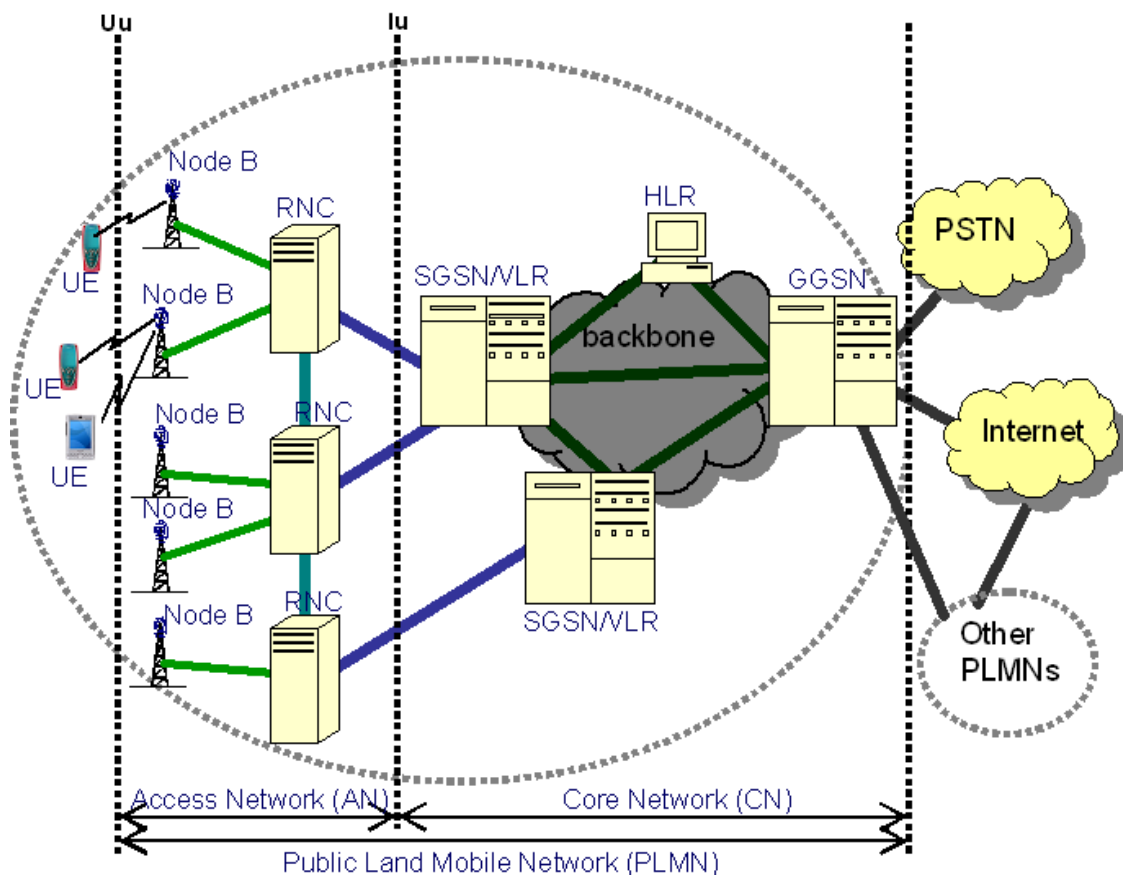 Uu
Iu
Node B
RNC
HLR
PSTN
UE
SGSN/VLR
GGSN
Node B
backbone
UE
Node B
RNC
Internet
UE
Node B
RNC
Node B
SGSN/VLR
Other
PLMNs
Access Network (AN)
Core Network (CN)
Public Land Mobile Network (PLMN)